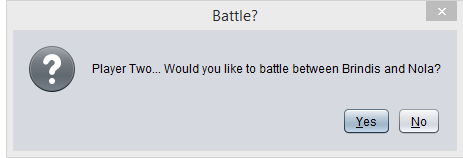 Battle?
Player Two... Would you like to battle between Brindis and Nola?
Yes No